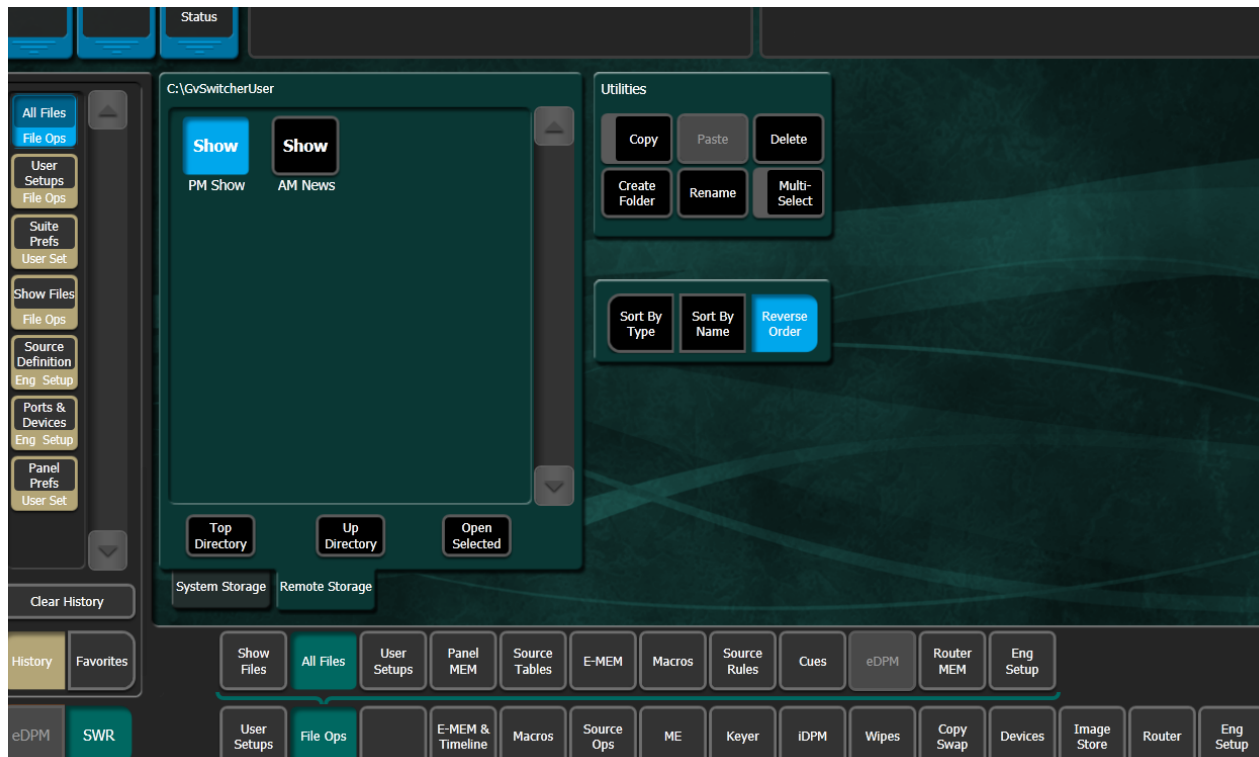 Status
All Files
File Ops
User
Setups
File Ops
Suite
Prefs
User Set
Show Files
File Ops
Source
Definition
Eng Setup
Ports &
Devices
Eng Setup
Panel
Prefs
User Set
Clear History
History
Favorites
eDPM
SWR
C:\GvSwitcherUser
Show
PM Show
Show
AM News
Top
Directory
Up
Directory
Open
Selected
System Storage
Remote Storage
Utilities
Copy
Paste
Delete
Create
Folder
Rename
Multi-
Select
Sort By
Type
Sort By
Name
Reverse
Order
Show
Files
All Files
User
Setups
Panel
MEM
Source
Tables
E-MEM
Macros
Source
Rules
Cues
eDPM
Router
MEM
Eng
Setup
User
Setups
File Ops
E-MEM &
Timeline
Macros
Source
Ops
ME
Keyer
iDPM
Wipes
Copy
Swap
Devices
Image
Store
Router
Eng
Setup